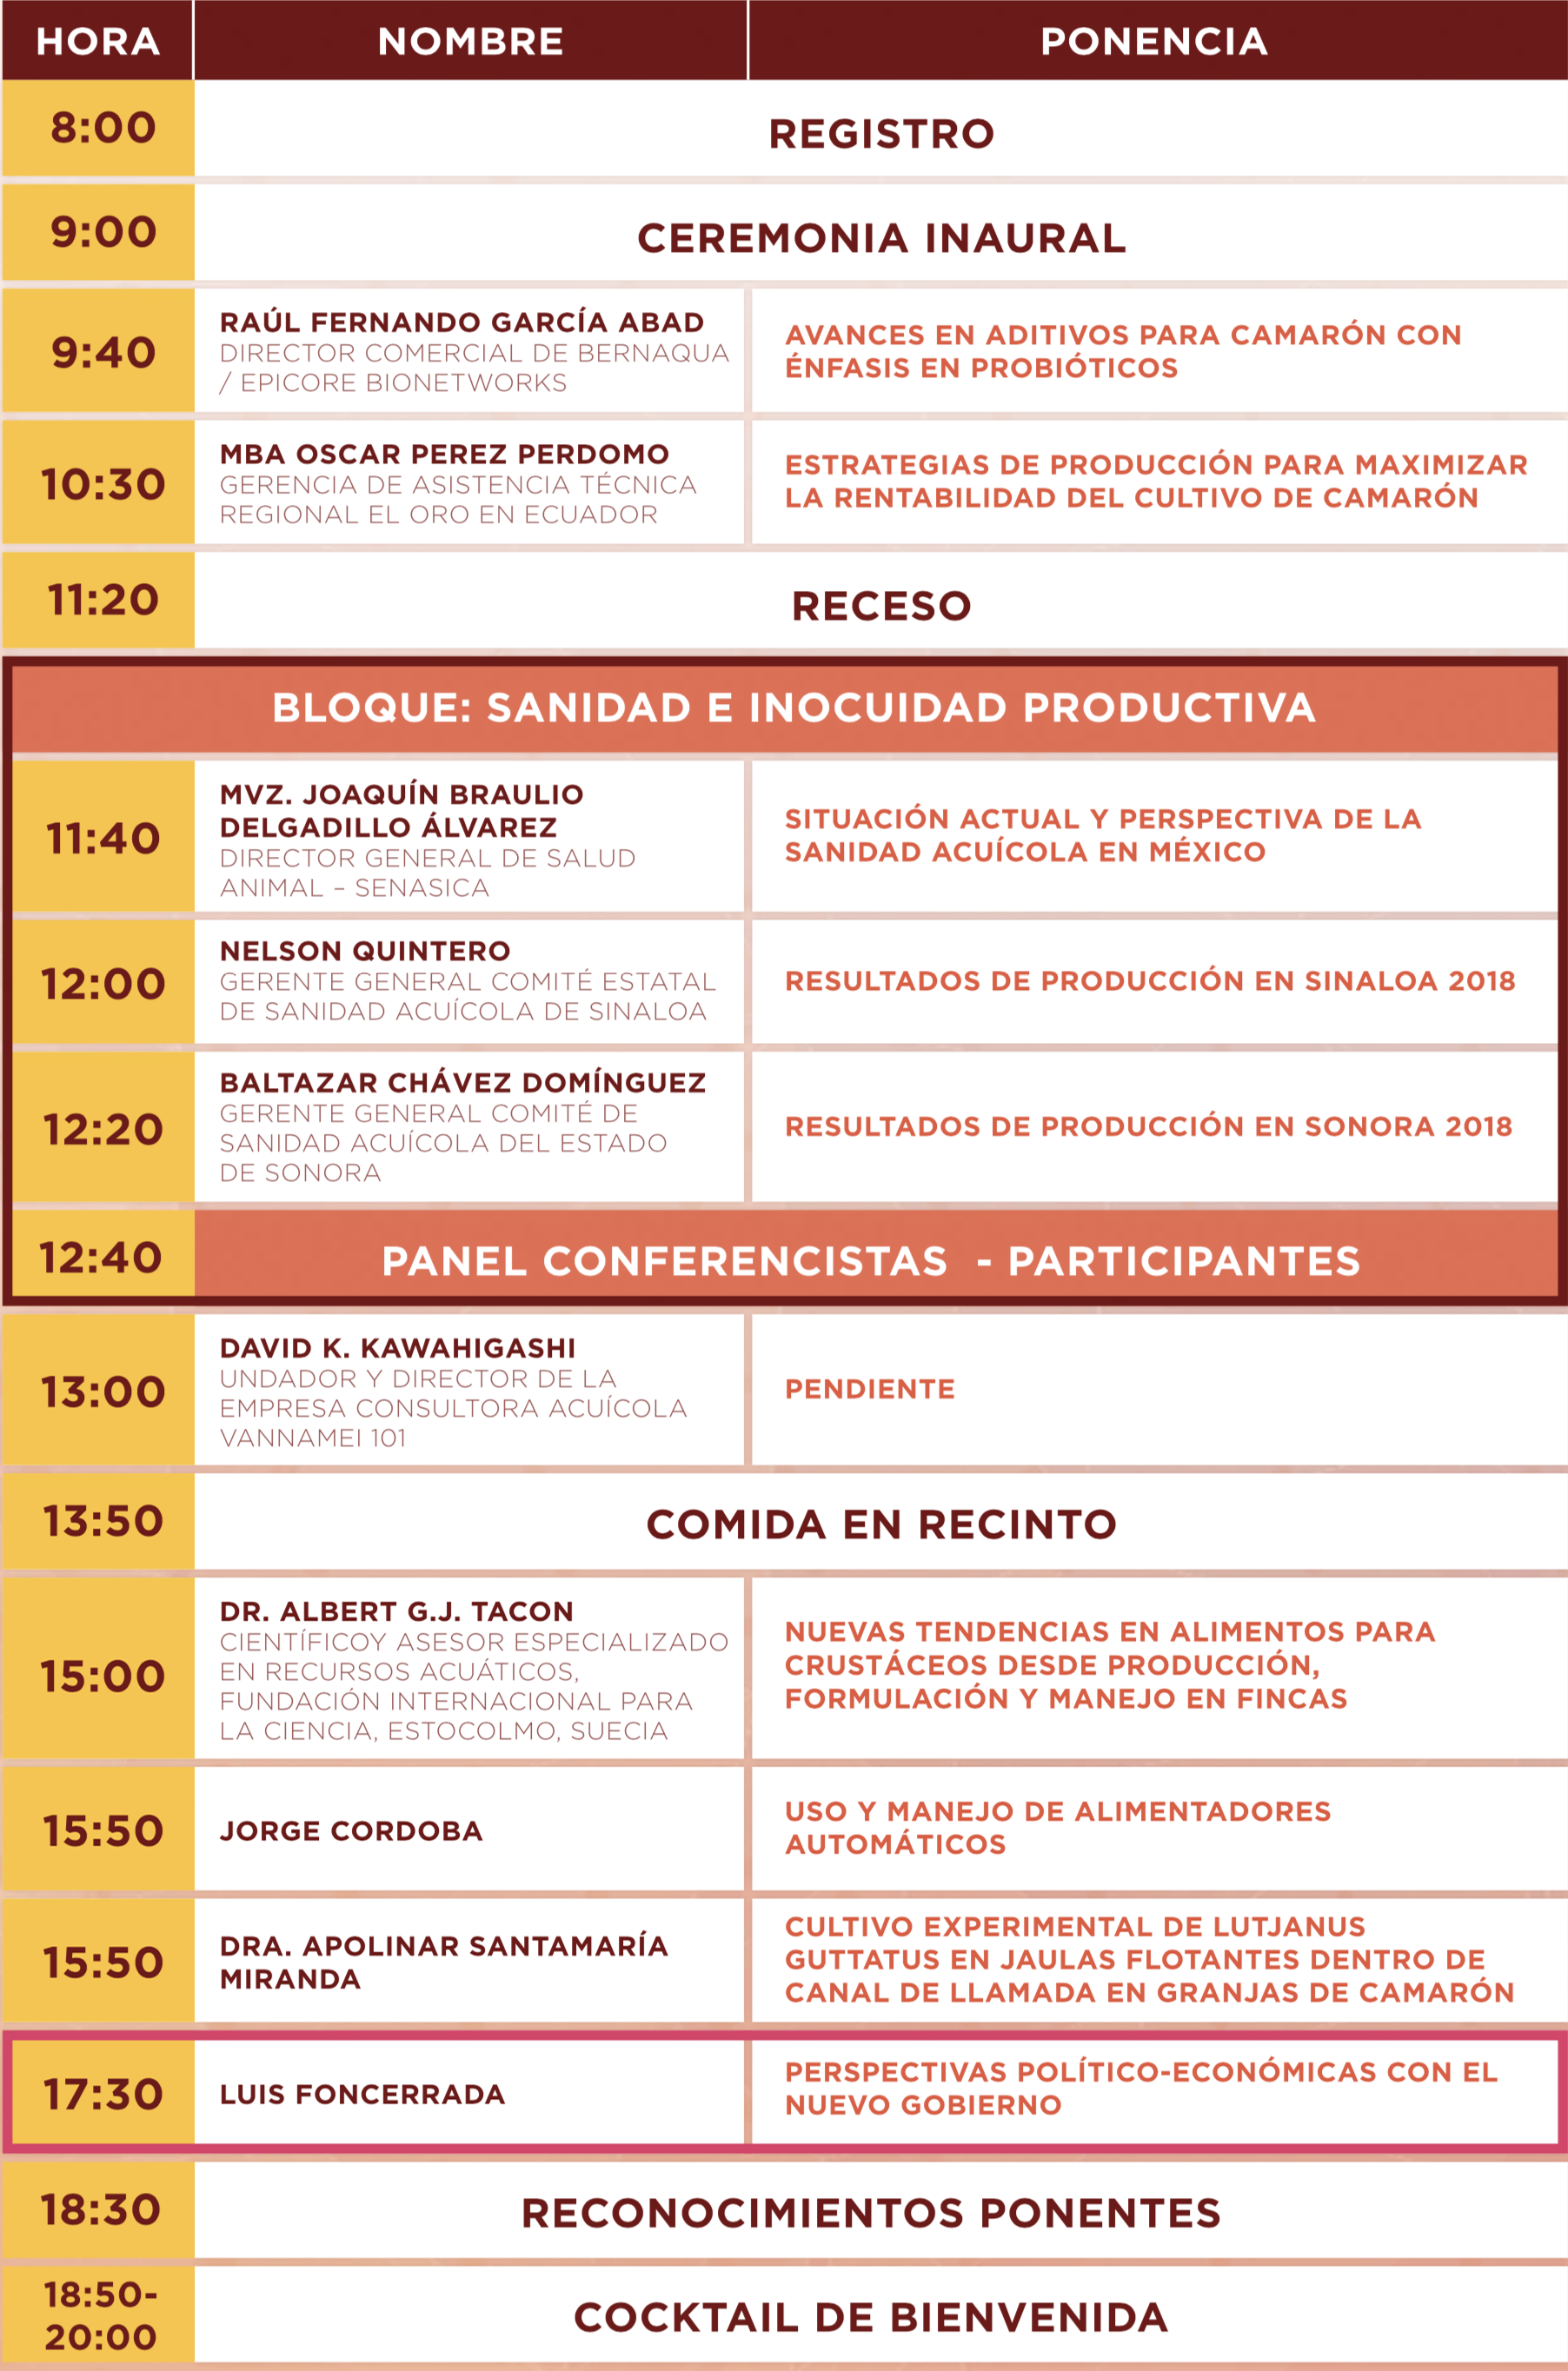 HORA NOMBRE PONENCIA
8:00 REGISTRO
9:00 CEREMONIA INAURAL
9:40
RAÚL FERNANDO GARCÍA ABAD
DIRECTOR COMERCIAL DE BERNAQUA
/ EPICORE BIONETWORKS
AVANCES EN ADITIVOS PARA CAMARÓN CON
ÉNFASIS EN PROBIÓTICOS
10:30
MBA OSCAR PEREZ PERDOMO
GERENCIA DE ASISTENCIA TÉCNICA
REGIONAL EL ORO EN ECUADOR
ESTRATEGIAS DE PRODUCCIÓN PARA MAXIMIZAR
LA RENTABILIDAD DEL CULTIVO DE CAMARÓN
11:20 RECESO
BLOQUE: SANIDAD E INOCUIDAD PRODUCTIVA
11:40
MVZ. JOAQUÍN BRAULIO
DELGADILLO ÁLVAREZ
DIRECTOR GENERAL DE SALUD
ANIMAL – SENASICA
SITUACIÓN ACTUAL Y PERSPECTIVA DE LA
SANIDAD ACUÍCOLA EN MÉXICO
12:00
NELSON QUINTERO
GERENTE GENERAL COMITÉ ESTATAL
DE SANIDAD ACUÍCOLA DE SINALOA
RESULTADOS DE PRODUCCIÓN EN SINALOA 2018
12:20
BALTAZAR CHÁVEZ DOMÍNGUEZ
GERENTE GENERAL COMITÉ DE
SANIDAD ACUÍCOLA DEL ESTADO
DE SONORA
RESULTADOS DE PRODUCCIÓN EN SONORA 2018
12:40 PANEL CONFERENCISTAS - PARTICIPANTES
13:00
DAVID K. KAWAHIGASHI
UNDADOR Y DIRECTOR DE LA
EMPRESA CONSULTORA ACUÍCOLA
VANNAMEI 101
PENDIENTE
13:50 COMIDA EN RECINTO
15:00
DR. ALBERT G.J. TACON
CIENTÍFICOY ASESOR ESPECIALIZADO
EN RECURSOS ACUÁTICOS,
FUNDACIÓN INTERNACIONAL PARA
LA CIENCIA, ESTOCOLMO, SUECIA
NUEVAS TENDENCIAS EN ALIMENTOS PARA
CRUSTÁCEOS DESDE PRODUCCIÓN,
FORMULACIÓN Y MANEJO EN FINCAS
15:50
JORGE CORDOBA
USO Y MANEJO DE ALIMENTADORES
AUTOMÁTICOS
15:50
DRA. APOLINAR SANTAMARÍA
MIRANDA
CULTIVO EXPERIMENTAL DE LUTJANUS
GUTTATUS EN JAULAS FLOTANTES DENTRO DE
CANAL DE LLAMADA EN GRANJAS DE CAMARÓN
17:30
LUIS FONCERRADA
PERSPECTIVAS POLÍTICO-ECONÓMICAS CON EL
NUEVO GOBIERNO
18:30 RECONOCIMIENTOS PONENTES
18:50-
20:00
COCKTAIL DE BIENVENIDA